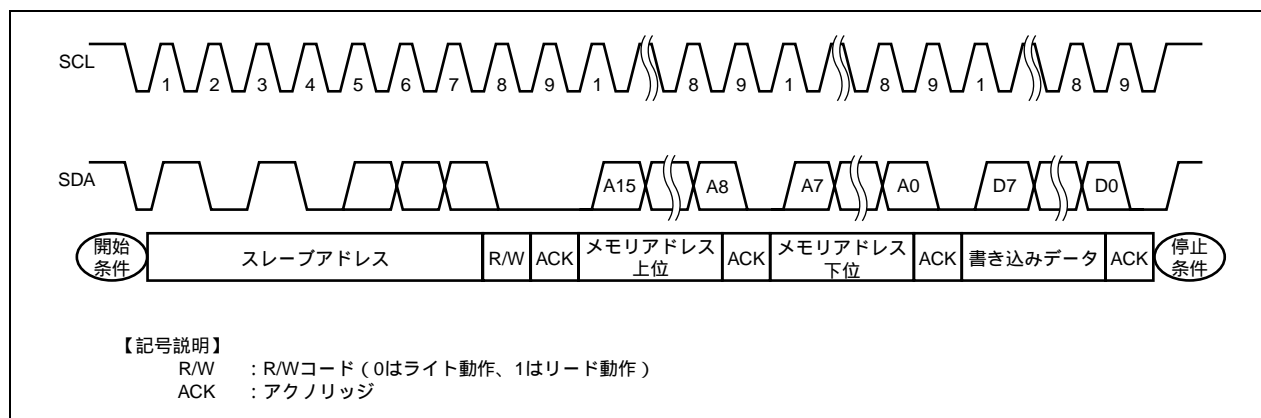 SCL
1 2 3 4 5 6 7 8 9 1 8 9 1 8 9 1 8 9
SDA
A15 A8 A7 A0 D7 D0
開始
条件
スレーブアドレス
R/W
ACK
メモリアドレス
上位
ACK
メモリアドレス
下位
ACK
書き込みデータ
ACK
停止
条件
【記号説明】
R/W :R/Wコード(0はライト動作、1はリード動作)
ACK :アクノリッジ